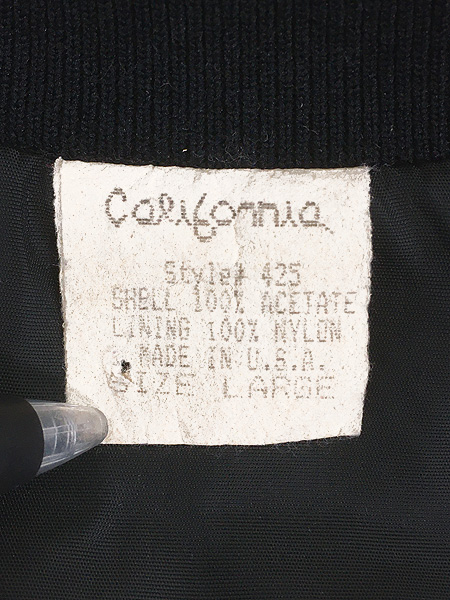 California
Style# 425
SHELL 100% ACETATE
LINING 100% NYLON
MADE IN U.S.A.
SIZE LARGE